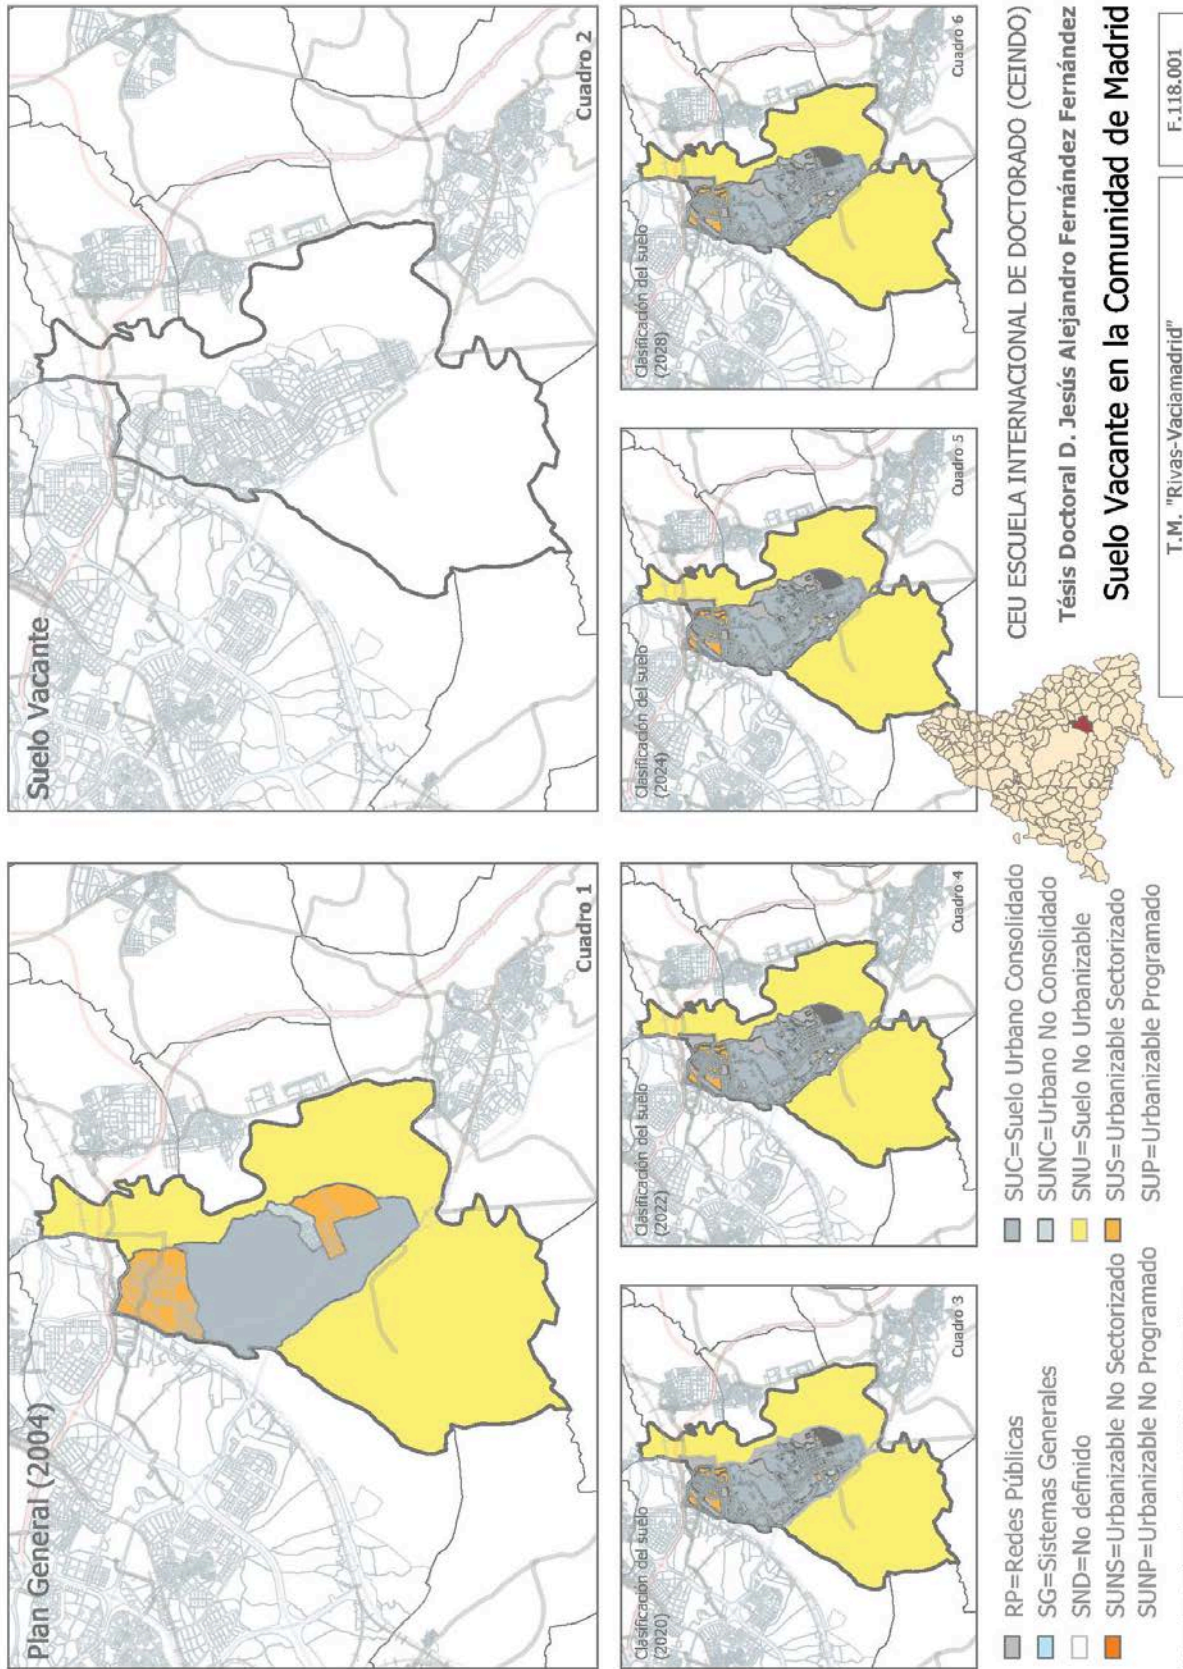 Plan General (2004)
Cuadro 1
Suelo Vacante
Cuadro 2
Clasificación del suelo
(2020)
Cuadro 3
Clasificación del suelo
(2022)
Cuadro 4
Clasificación del suelo
(2024)
Cuadro 5
Clasificación del suelo
(2028)
Cuadro 6
RP=Redes Públicas
SG=Sistemas Generales
SND=No definido
SUNS=Urbanizable No Sectorizado
SUNP=Urbanizable No Programado
SUC=Suelo Urbano Consolidado
SUNC=Urbano No Consolidado
SNU=Suelo No Urbanizable
SUS=Urbanizable Sectorizado
SUP=Urbanizable Programado
CEU ESCUELA INTERNACIONAL DE DOCTORADO (CEINDO)
Tésis Doctoral D. Jesús Alejandro Fernández Fernández
Suelo Vacante en la Comunidad de Madrid
T.M. "Rivas-Vaciamadrid"
F.118.001